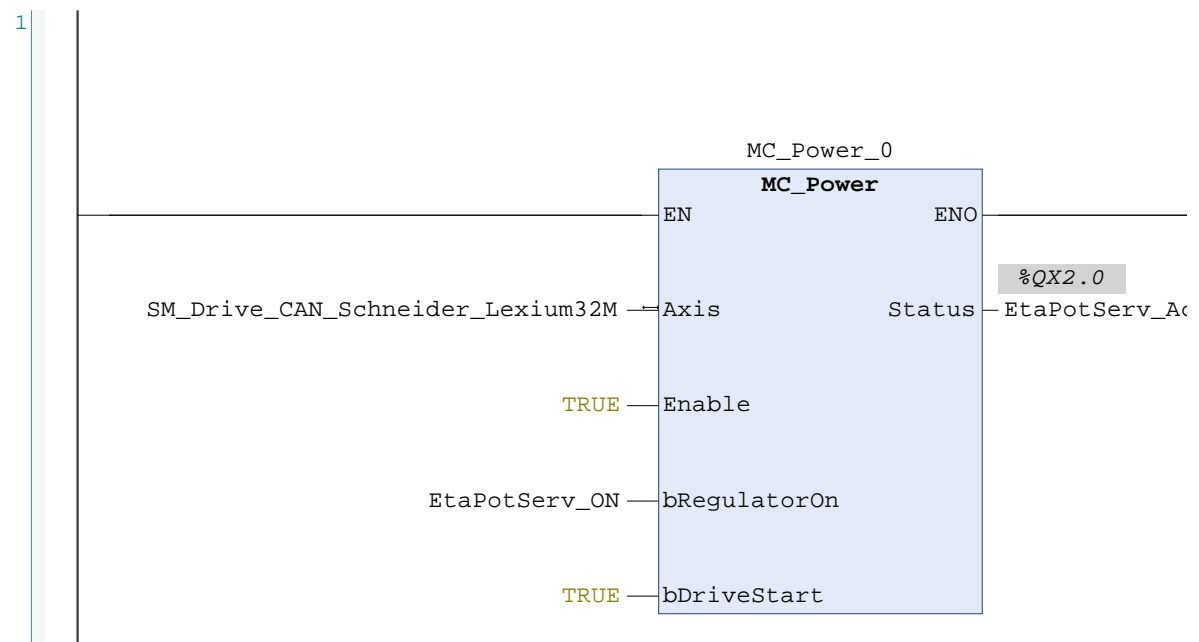 1
MC_Power_0
MC_Power
EN ENO
%QX2.0
SM_Drive_CAN_Schneider_Lexium32M Axis Status
TRUE Enable
EtaPotServ_ON bRegulatorOn
TRUE bDriveStart